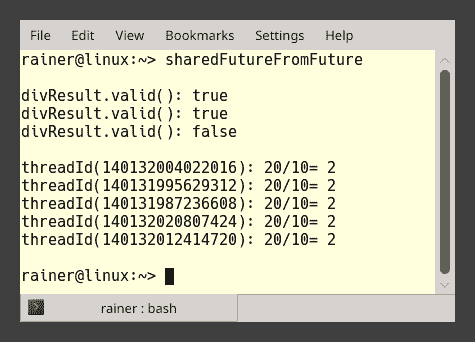 File Edit View Bookmarks Settings Help
rainer@linux:~> sharedFutureFromFuture
divResult.valid(): true
divResult.valid(): true
divResult.valid(): false
threadId(140132004022016): 20/10= 2
threadId(140131995629312): 20/10= 2
threadId(140131987236608): 20/10= 2
threadId(140132020807424): 20/10= 2
threadId(140132012414720): 20/10= 2
rainer@linux:~>
rainer : bash